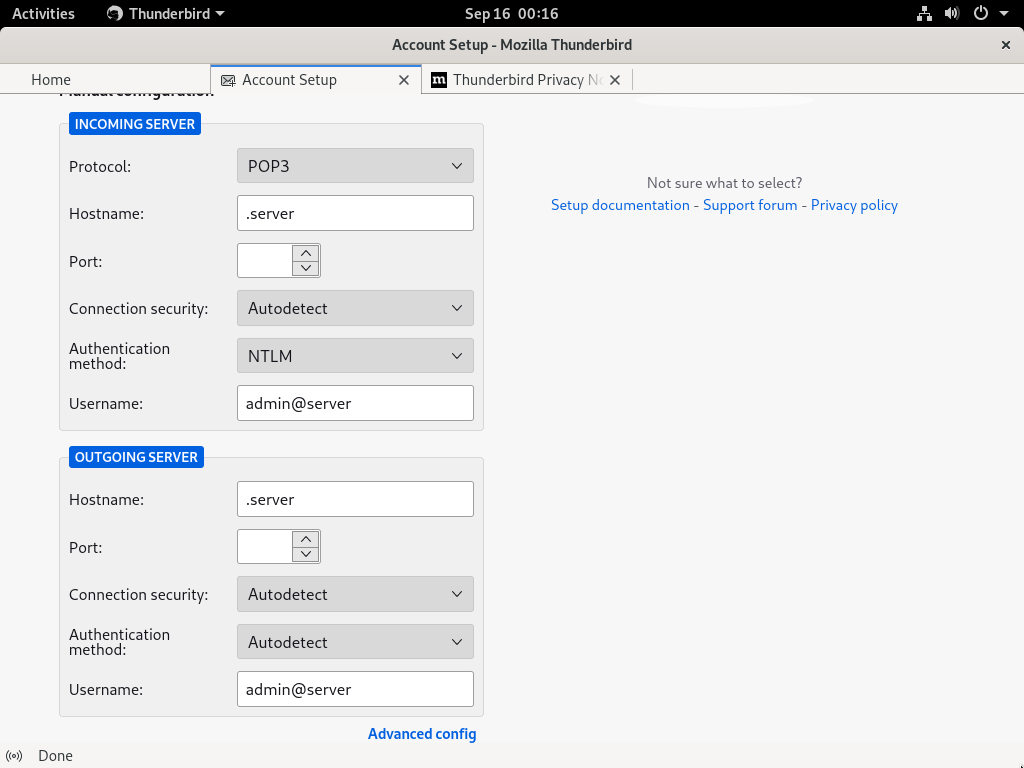 Activities
Thunderbird
Sep 16 00:16
Account Setup - Mozilla Thunderbird
Home
Account Setup
Thunderbird Privacy No
Manual configuration
INCOMING SERVER
Protocol:
POP3
Hostname:
.server
Port:
Connection security:
Autodetect
Authentication
method:
NTLM
Username:
admin@server
OUTGOING SERVER
Hostname:
.server
Port:
Connection security:
Autodetect
Authentication
method:
Autodetect
Username:
admin@server
Advanced config
Not sure what to select?
Setup documentation - Support forum - Privacy policy
Done